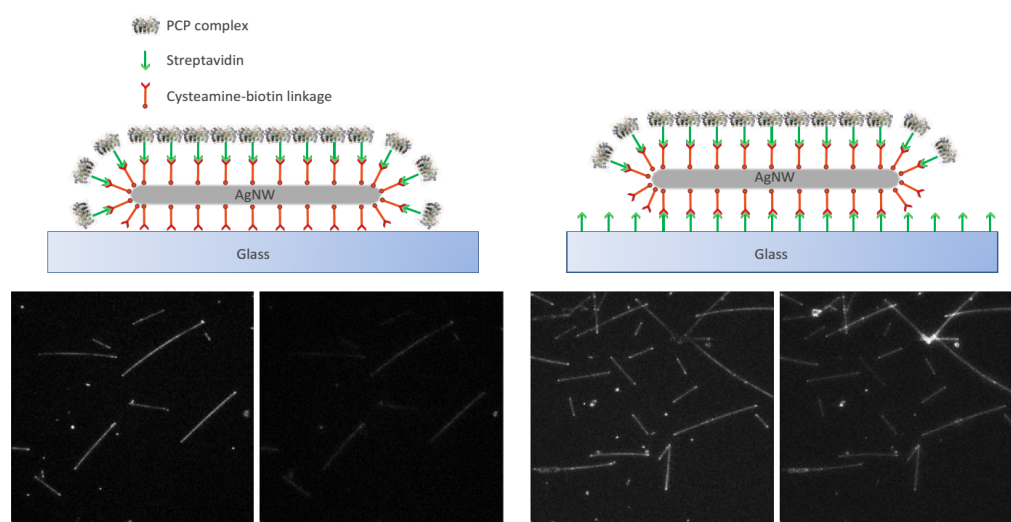 PCP complex
Streptavidin
Cysteamine-biotin linkage
AgNW
Glass
AgNW
Glass